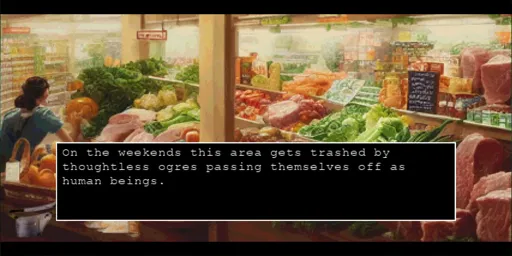 On the weekends this area gets trashed by
thoughtless ogres passing themselves off as
human beings.